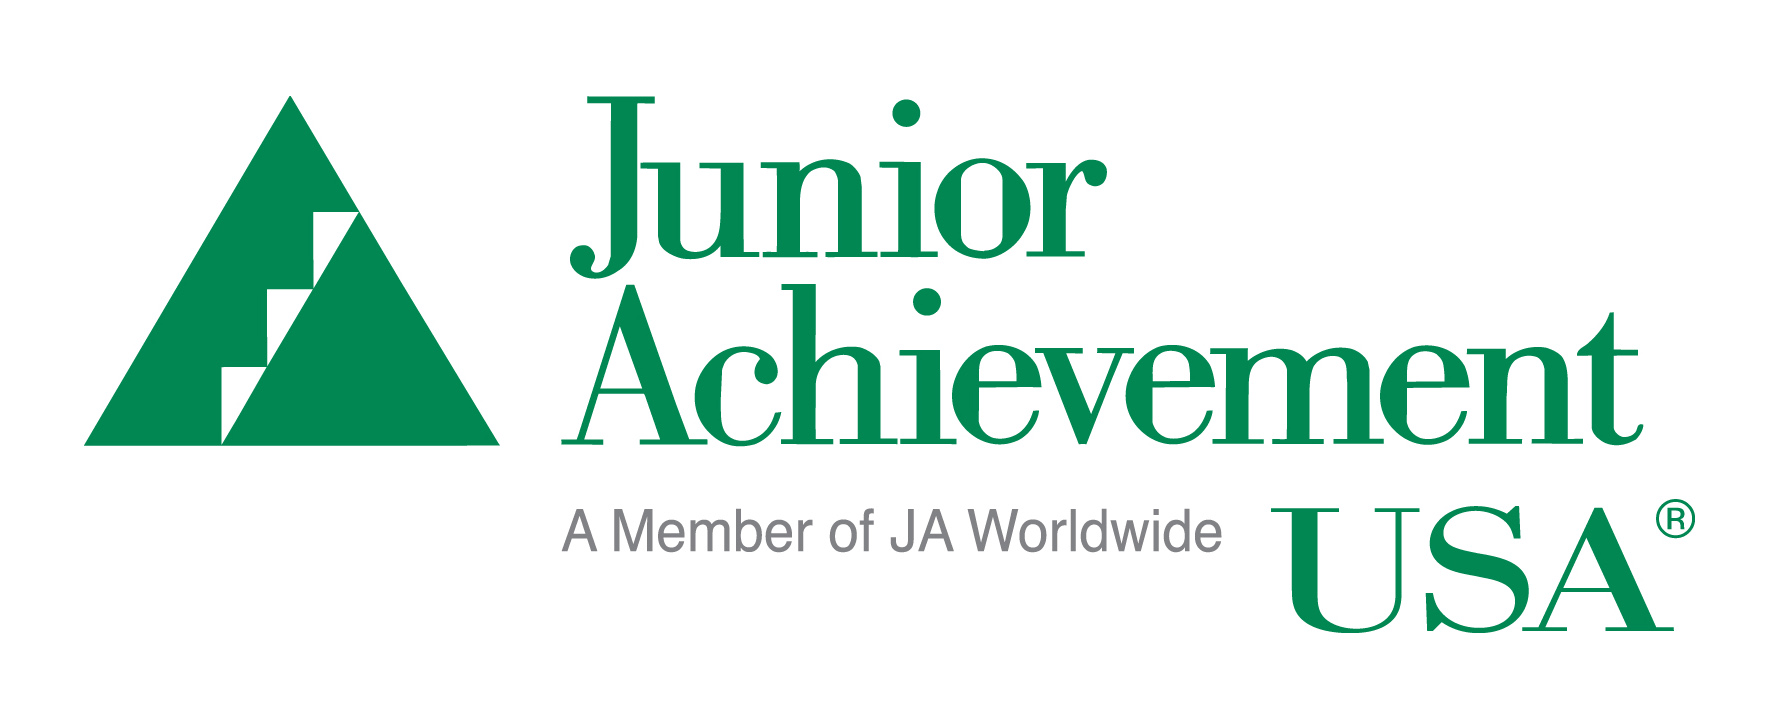 Junior
Achievement
A Member of JA Worldwide
USA®